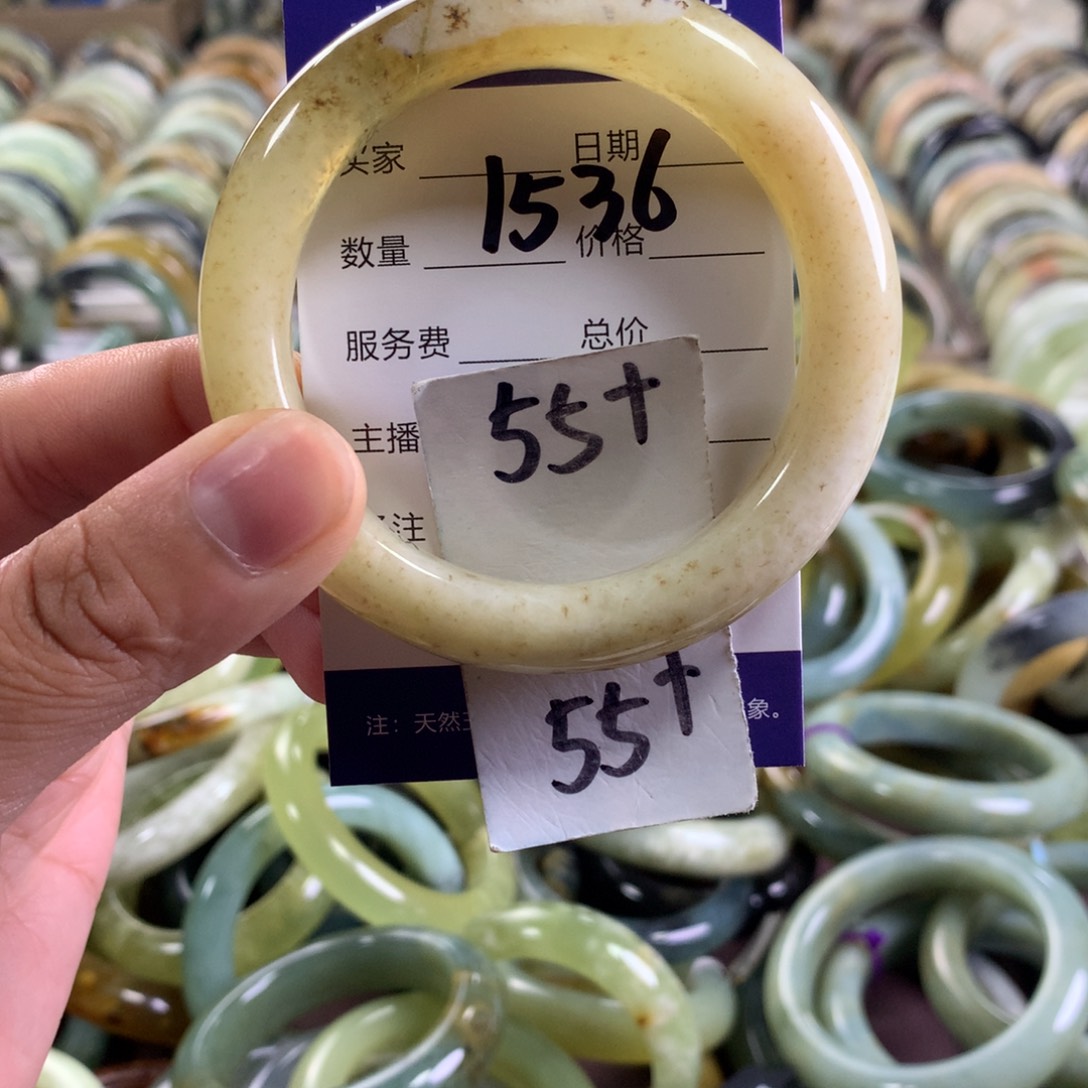 买家 日期
1536
数量 价格
服务费 总价
55+
主播
注
注：天然 象。
55+